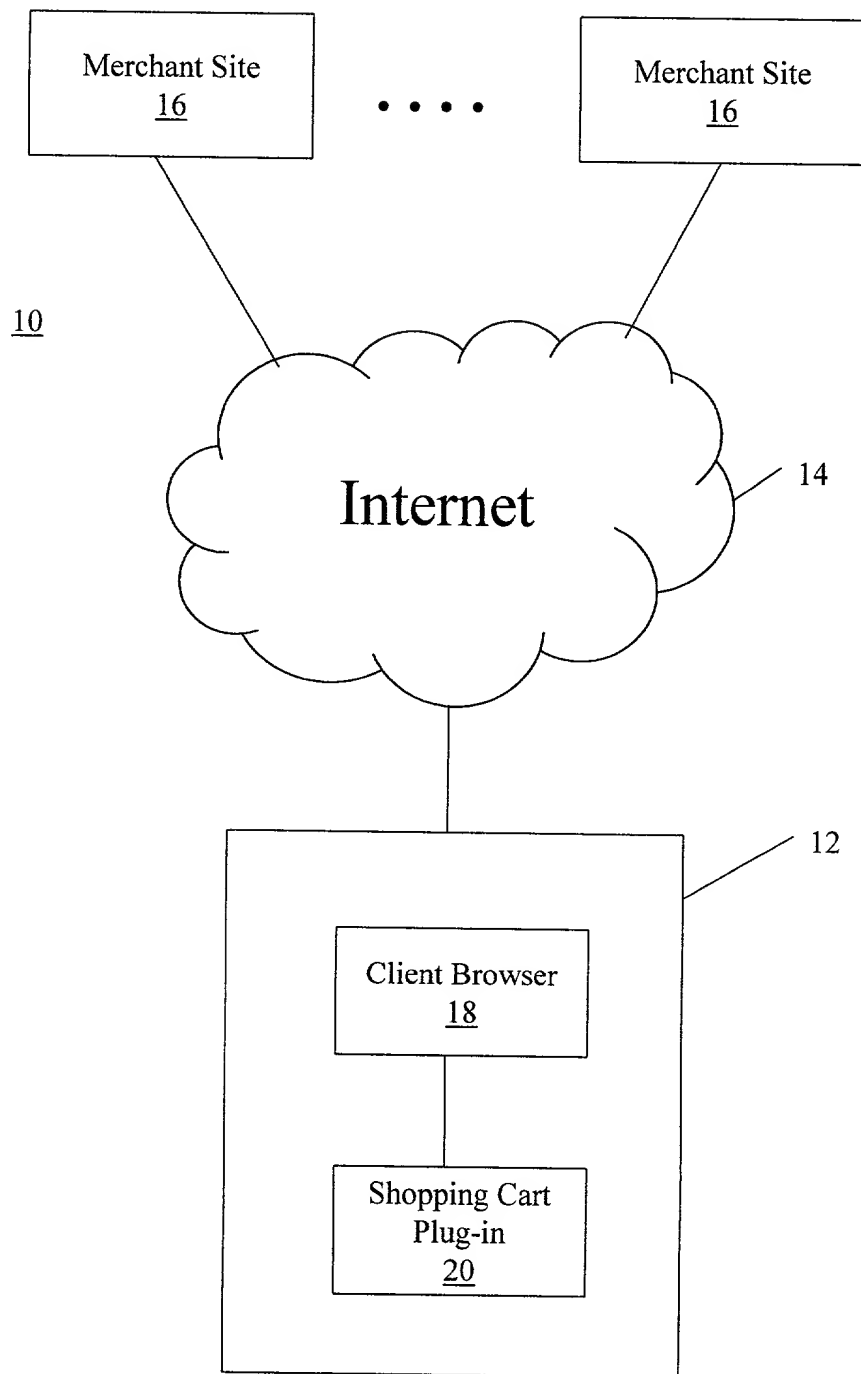 Merchant Site
16
Merchant Site
16
10
Internet
14
12
Client Browser
18
Shopping Cart
Plug-in
20